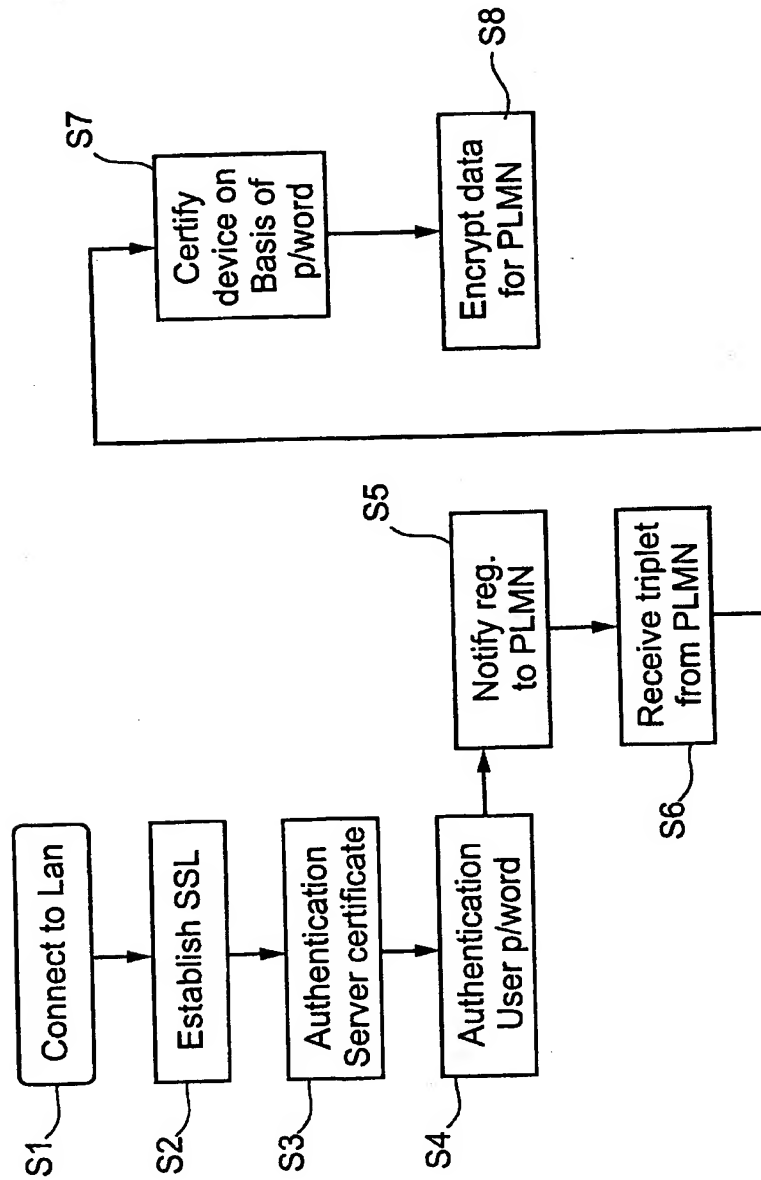 S1
Connect to Lan
S2
Establish SSL
S3
Authentication
Server certificate
S4
Authentication
User p/word
S5
Notify reg.
to PLMN
S6
Receive triplet
from PLMN
S7
Certify
device on
Basis of
p/word
S8
Encrypt data
for PLMN